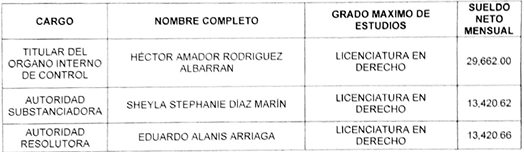 CARGO NOMBRE COMPLETO GRADO MAXIMO DE ESTUDIOS SUELDO NETO MENSUAL
TITULAR DEL ORGANO INTERNO DE CONTROL HÉCTOR AMADOR RODRIGUEZ ALBARRAN LICENCIATURA EN DERECHO 29,662.00
AUTORIDAD SUBSTANCIADORA SHEYLA STEPHANIE DÍAZ MARÍN LICENCIATURA EN DERECHO 13,420.62
AUTORIDAD RESOLUTORA EDUARDO ALANIS ARRIAGA LICENCIATURA EN DERECHO 13,420.66